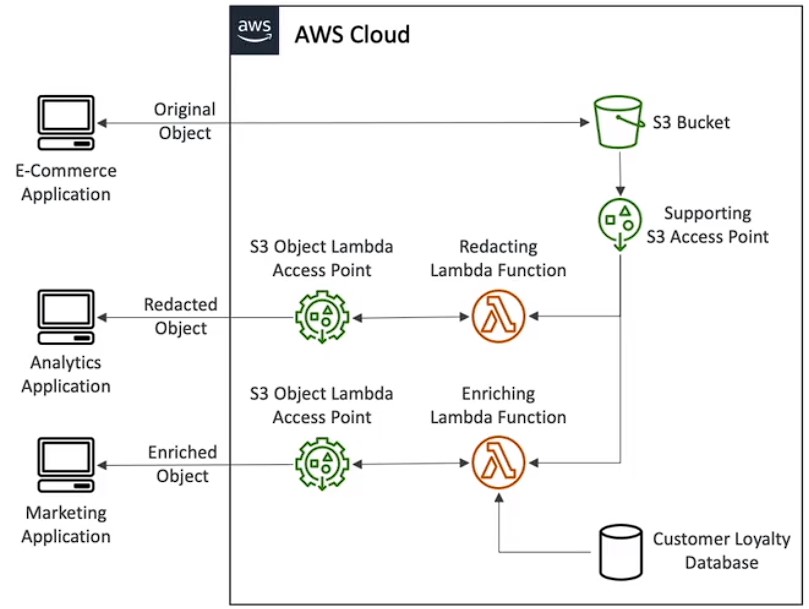 aws
AWS Cloud
Original
Object
S3 Bucket
E-Commerce
Application
Supporting
S3 Access Point
S3 Object Lambda
Access Point
Redacting
Lambda Function
Redacted
Object
Analytics
Application
S3 Object Lambda
Access Point
Enriching
Lambda Function
Enriched
Object
Marketing
Application
Customer Loyalty
Database